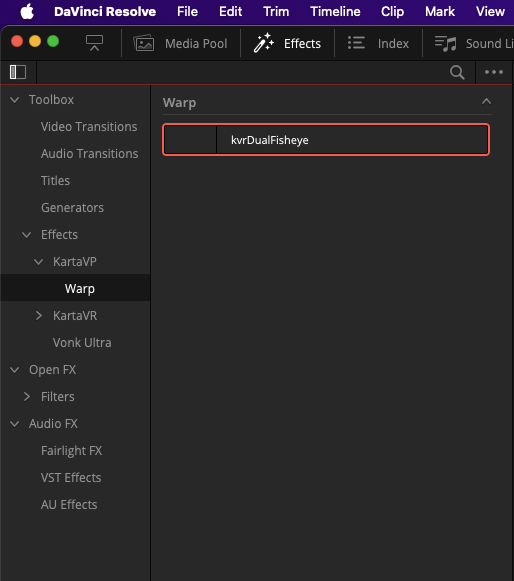 DaVinci Resolve File Edit Trim Timeline Clip Mark View
Media Pool Effects Index Sound Li
Toolbox
Video Transitions
Audio Transitions
Titles
Generators
Effects
KartaVP
Warp
KartaVR
Vonk Ultra
Open FX
Filters
Audio FX
Fairlight FX
VST Effects
AU Effects
Warp
kvrDualFisheye